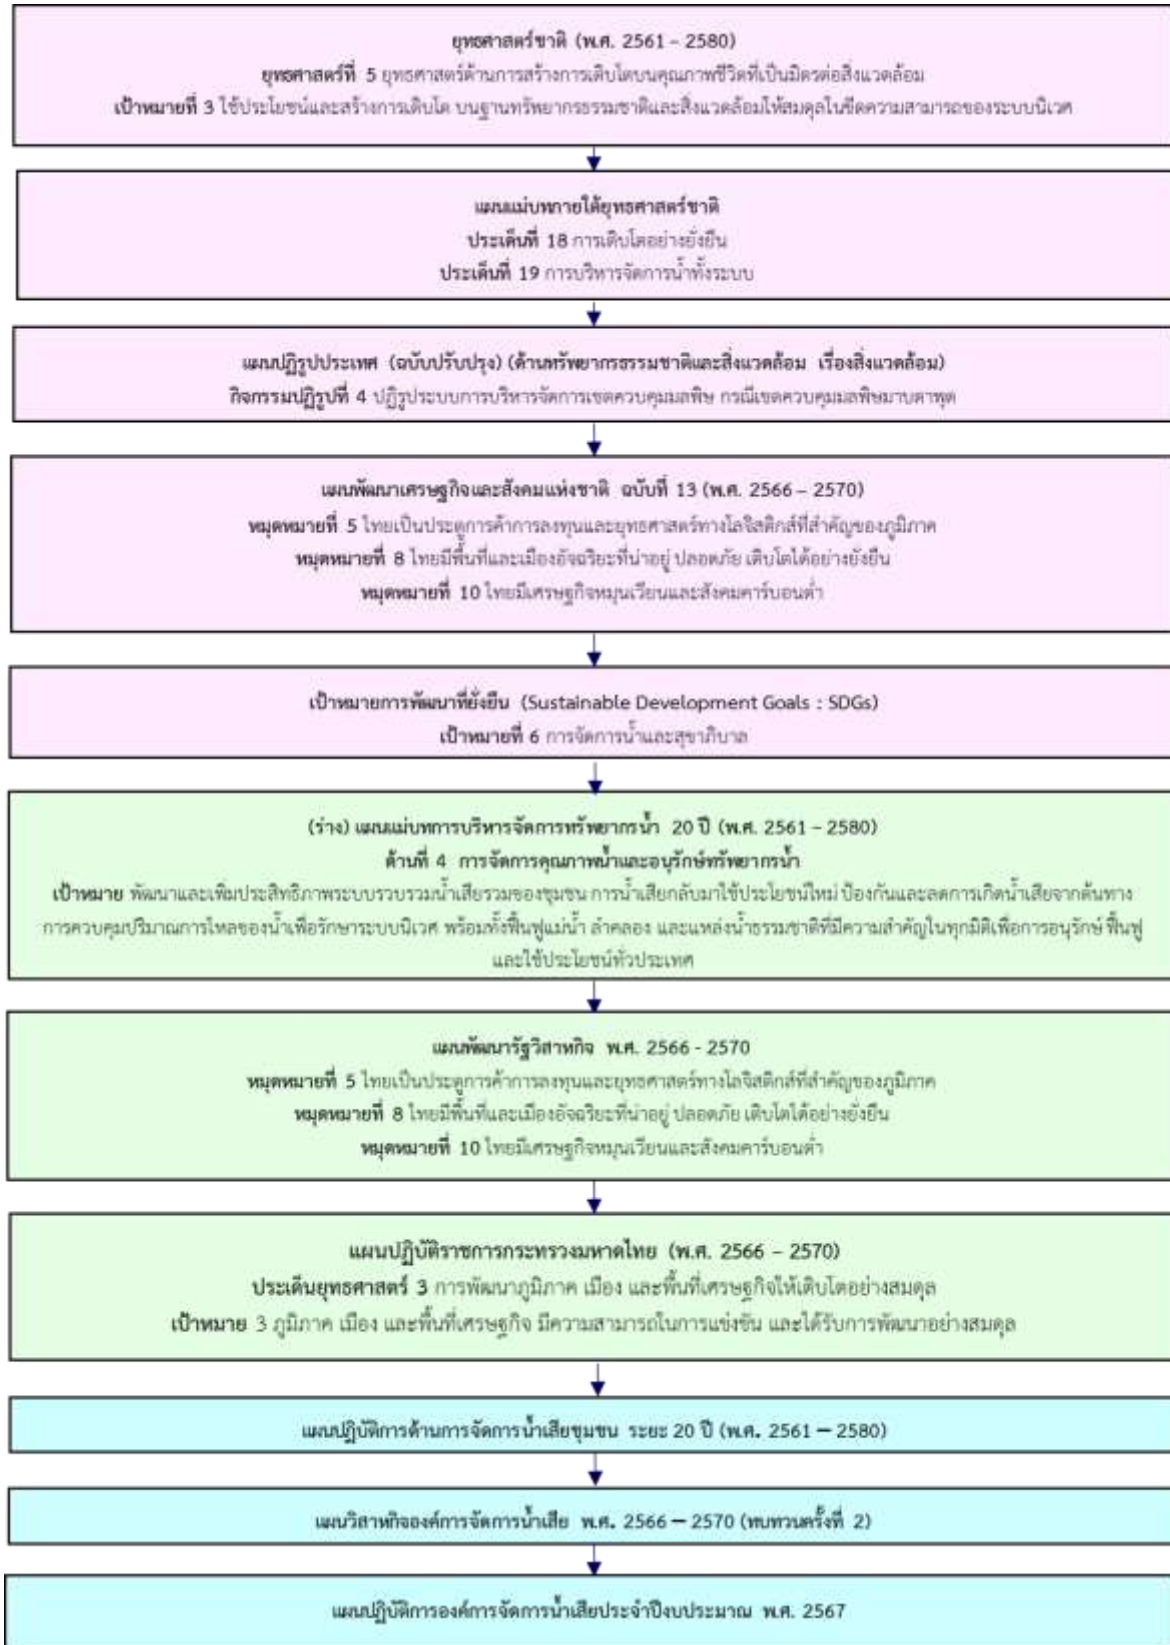 ยุทธศาสตร์ชาติ (พ.ศ. 2561 – 2580)
ยุทธศาสตร์ที่ 5 ยุทธศาสตร์ด้านการสร้างการเติบโตบนคุณภาพชีวิตที่เป็นมิตรต่อสิ่งแวดล้อม
เป้าหมายที่ 3 ใช้ประโยชน์และสร้างการเติบโต บนฐานทรัพยากรธรรมชาติและสิ่งแวดล้อมให้สมดุลในขีดความสามารถของระบบนิเวศ
แผนแม่บทภายใต้ยุทธศาสตร์ชาติ
ประเด็นที่ 18 การเติบโตอย่างยั่งยืน
ประเด็นที่ 19 การบริหารจัดการน้ำทั้งระบบ
แผนปฏิรูปประเทศ (ฉบับปรับปรุง) (ด้านทรัพยากรธรรมชาติและสิ่งแวดล้อม เรื่องสิ่งแวดล้อม)
กิจกรรมปฏิรูปที่ 4 ปฏิรูประบบการบริหารจัดการเขตควบคุมมลพิษ กรณีเขตควบคุมมลพิษมาบตาพุด
แผนพัฒนาเศรษฐกิจและสังคมแห่งชาติ ฉบับที่ 13 (พ.ศ. 2566 – 2570)
หมุดหมายที่ 5 ไทยเป็นประตูการค้าการลงทุนและยุทธศาสตร์ทางโลจิสติกส์ที่สำคัญของภูมิภาค
หมุดหมายที่ 8 ไทยมีพื้นที่และเมืองอัจฉริยะที่น่าอยู่ ปลอดภัย เติบโตได้อย่างยั่งยืน
หมุดหมายที่ 10 ไทยมีเศรษฐกิจหมุนเวียนและสังคมคาร์บอนต่ำ
เป้าหมายการพัฒนาที่ยั่งยืน (Sustainable Development Goals : SDGs)
เป้าหมายที่ 6 การจัดการน้ำและสุขาภิบาล
(ร่าง) แผนแม่บทการบริหารจัดการทรัพยากรน้ำ 20 ปี (พ.ศ. 2561 – 2580)
ด้านที่ 4 การจัดการคุณภาพน้ำและอนุรักษ์ทรัพยากรน้ำ
เป้าหมาย พัฒนาและเพิ่มประสิทธิภาพระบบรวบรวมน้ำเสียรวมของชุมชน การน้ำเสียกลับมาใช้ประโยชน์ใหม่ ป้องกันและลดการเกิดน้ำเสียจากต้นทาง
การควบคุมปริมาณการไหลของน้ำเพื่อรักษาระบบนิเวศ พร้อมทั้งฟื้นฟูแม่น้ำ ลำคลอง และแหล่งน้ำธรรมชาติที่มีความสำคัญในทุกมิติเพื่อการอนุรักษ์ ฟื้นฟู
และใช้ประโยชน์ทั่วประเทศ
แผนพัฒนารัฐวิสาหกิจ พ.ศ. 2566 - 2570
หมุดหมายที่ 5 ไทยเป็นประตูการค้าการลงทุนและยุทธศาสตร์ทางโลจิสติกส์ที่สำคัญของภูมิภาค
หมุดหมายที่ 8 ไทยมีพื้นที่และเมืองอัจฉริยะที่น่าอยู่ ปลอดภัย เติบโตได้อย่างยั่งยืน
หมุดหมายที่ 10 ไทยมีเศรษฐกิจหมุนเวียนและสังคมคาร์บอนต่ำ
แผนปฏิบัติราชการกระทรวงมหาดไทย (พ.ศ. 2566 – 2570)
ประเด็นยุทธศาสตร์ 3 การพัฒนาภูมิภาค เมือง และพื้นที่เศรษฐกิจให้เติบโตอย่างสมดุล
เป้าหมาย 3 ภูมิภาค เมือง และพื้นที่เศรษฐกิจ มีความสามารถในการแข่งขัน และได้รับการพัฒนาอย่างสมดุล
แผนปฏิบัติการด้านการจัดการน้ำเสียชุมชน ระยะ 20 ปี (พ.ศ. 2561 – 2580)
แผนวิสาหกิจองค์การจัดการน้ำเสีย พ.ศ. 2566 – 2570 (ทบทวนครั้งที่ 2)
แผนปฏิบัติการองค์การจัดการน้ำเสียประจำปีงบประมาณ พ.ศ. 2567